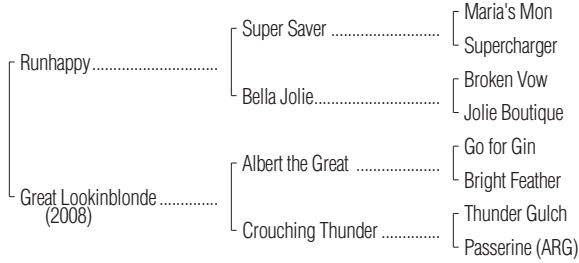 Maria's Mon
Super Saver
Supercharger
Runhappy
Broken Vow
Bella Jolie
Jolie Boutique
Go for Gin
Albert the Great
Bright Feather
Great Lookinblonde
(2008)
Thunder Gulch
Crouching Thunder
Passerine (ARG)